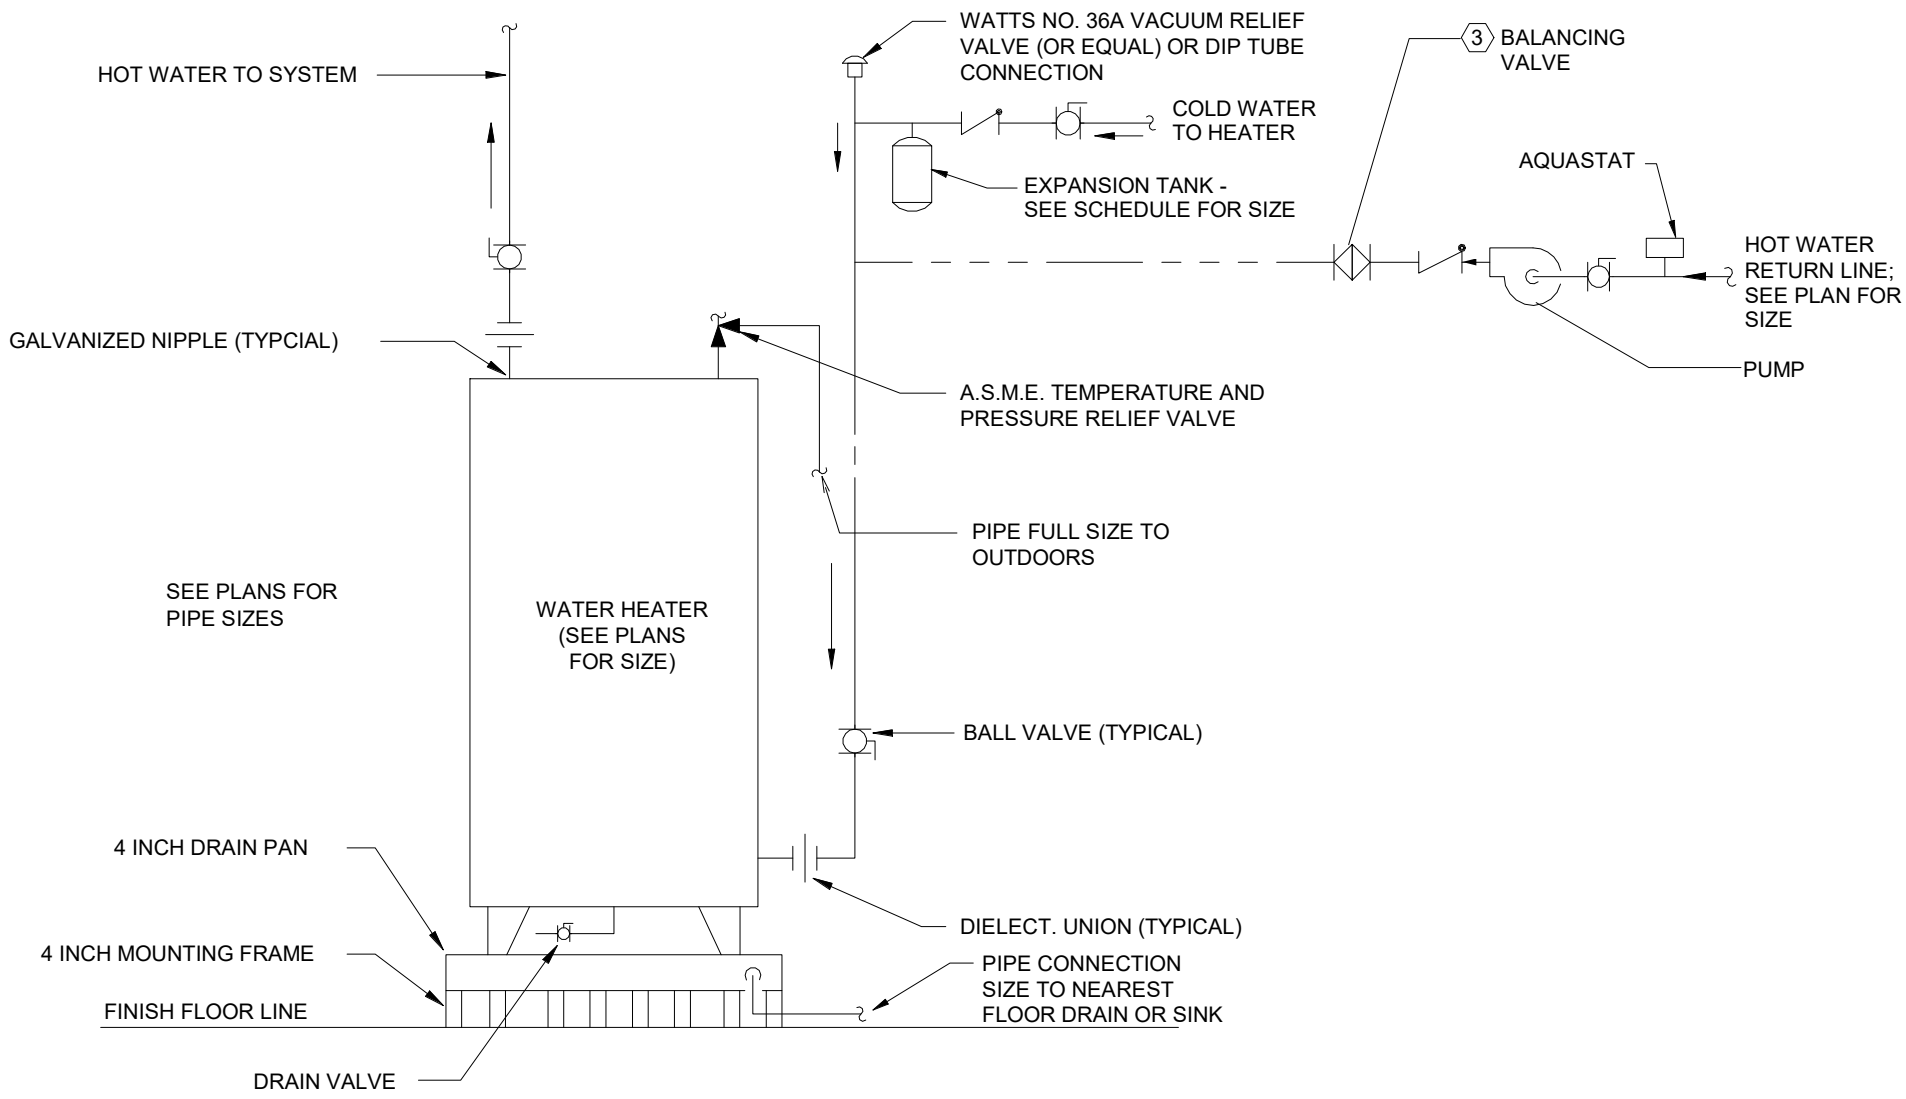 WATTS NO. 36A VACUUM RELIEF
VALVE (OR EQUAL) OR DIP TUBE
CONNECTION
3
BALANCING
VALVE
HOT WATER TO SYSTEM
COLD WATER
TO HEATER
AQUASTAT
EXPANSION TANK -
SEE SCHEDULE FOR SIZE
HOT WATER
RETURN LINE;
SEE PLAN FOR
SIZE
GALVANIZED NIPPLE (TYPCIAL)
PUMP
A.S.M.E. TEMPERATURE AND
PRESSURE RELIEF VALVE
PIPE FULL SIZE TO
OUTDOORS
SEE PLANS FOR
PIPE SIZES
WATER HEATER
(SEE PLANS
FOR SIZE)
BALL VALVE (TYPICAL)
4 INCH DRAIN PAN
DIELECT. UNION (TYPICAL)
4 INCH MOUNTING FRAME
PIPE CONNECTION
SIZE TO NEAREST
FLOOR DRAIN OR SINK
FINISH FLOOR LINE
DRAIN VALVE